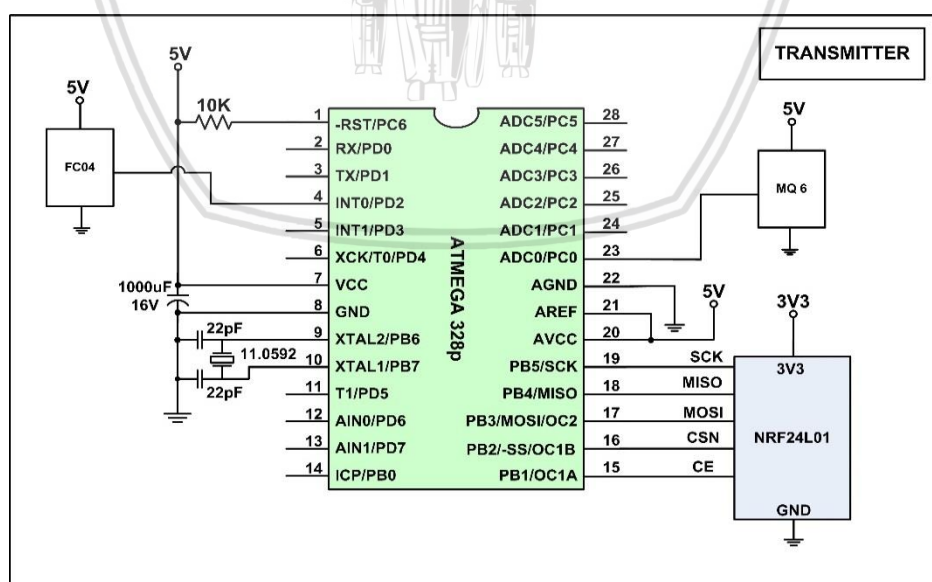 TRANSMITTER
5V
5V
10K
FC04
1000uF
16V
22pF
11.0592
22pF
1
2
3
4
5
6
7
8
9
10
11
12
13
14
-RST/PC6
RX/PD0
TX/PD1
INT0/PD2
INT1/PD3
XCK/T0/PD4
VCC
GND
XTAL2/PB6
XTAL1/PB7
T1/PD5
AIN0/PD6
AIN1/PD7
ICP/PB0
ATMEGA 328p
ADC5/PC5
ADC4/PC4
ADC3/PC3
ADC2/PC2
ADC1/PC1
ADC0/PC0
AGND
AREF
AVCC
PB5/SCK
PB4/MISO
PB3/MOSI/OC2
PB2/-SS/OC1B
PB1/OC1A
28
27
26
25
24
23
22
21
20
19
18
17
16
15
5V
MQ 6
5V
SCK
MISO
MOSI
CSN
CE
3V3
3V3
NRF24L01
GND